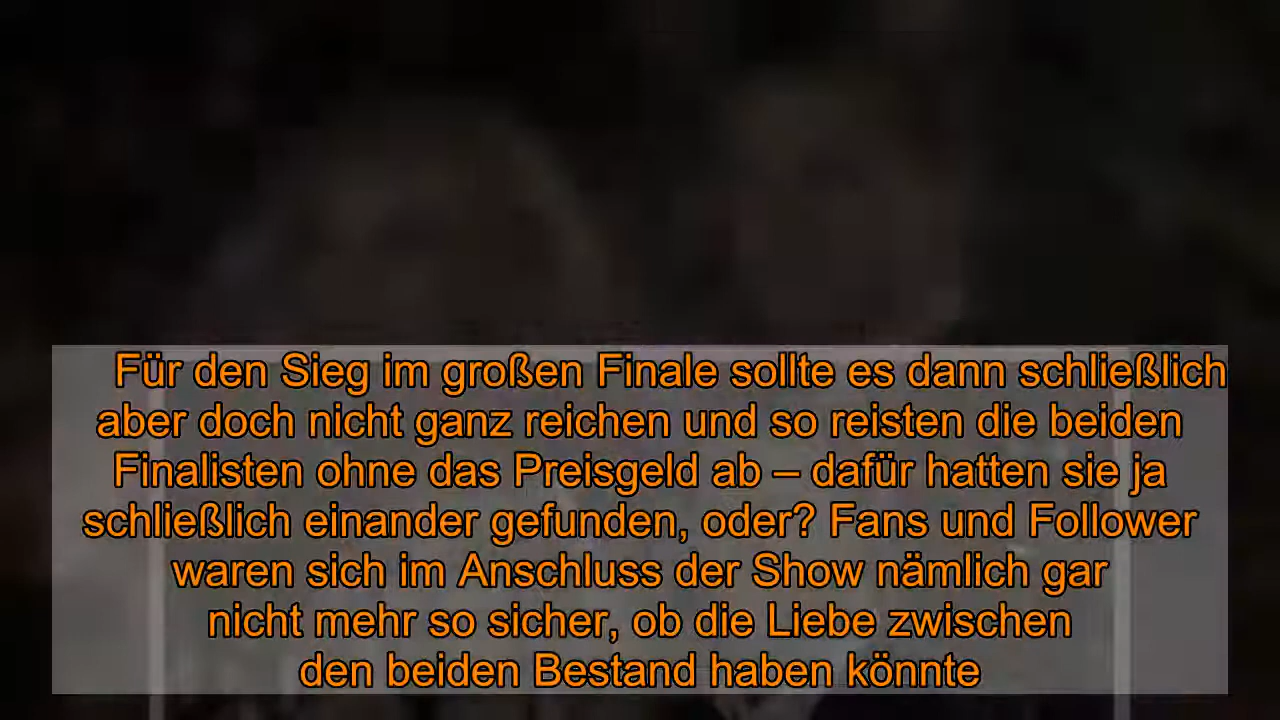 Für den Sieg im großen Finale sollte es dann schließlich
aber doch nicht ganz reichen und so reisten die beiden
Finalisten ohne das Preisgeld ab – dafür hatten sie ja
schließlich einander gefunden, oder? Fans und Follower
waren sich im Anschluss der Show nämlich gar
nicht mehr so sicher, ob die Liebe zwischen
den beiden Bestand haben könnte